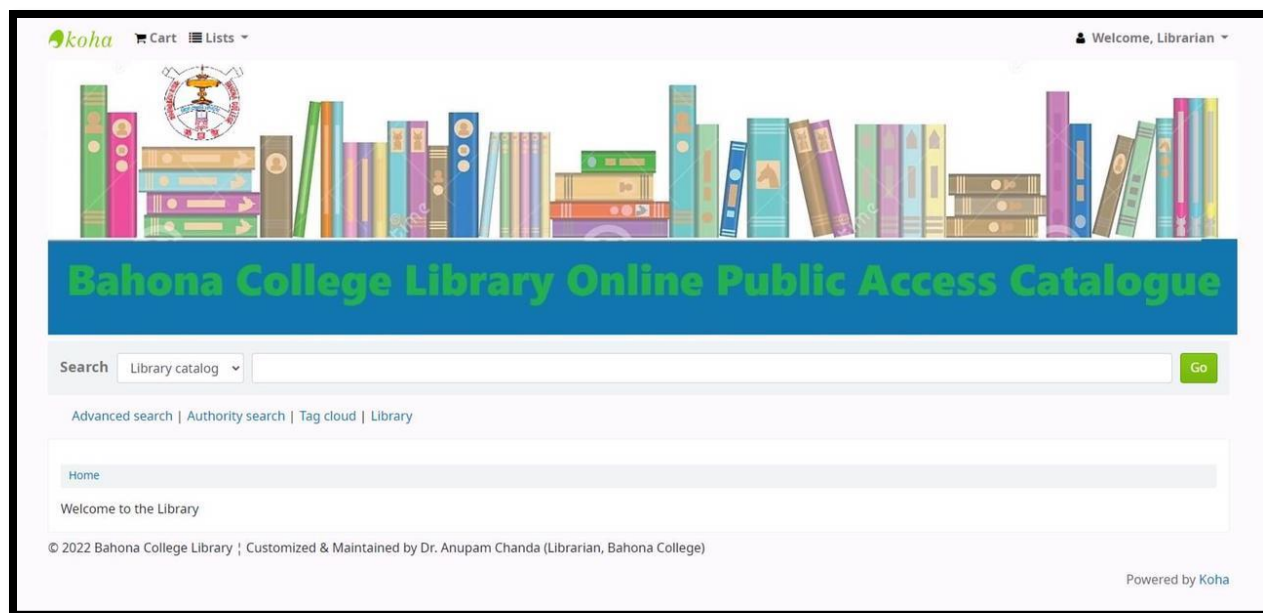 koha Cart Lists Welcome, Librarian
Bahona College Library Online Public Access Catalogue
Search Library catalog Go
Advanced search | Authority search | Tag cloud | Library
Home
Welcome to the Library
© 2022 Bahona College Library ¦ Customized & Maintained by Dr. Anupam Chanda (Librarian, Bahona College)
Powered by Koha